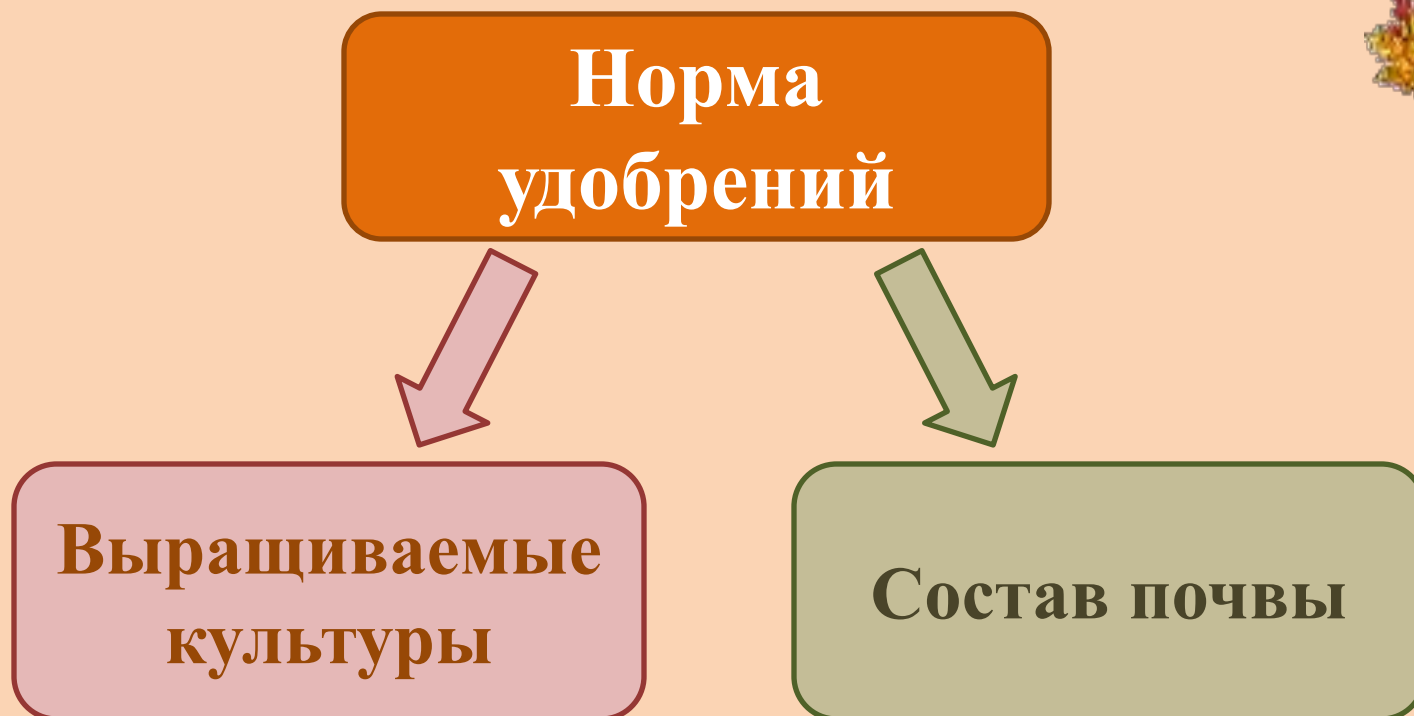 Норма
удобрений
Выращиваемые
культуры
Состав почвы